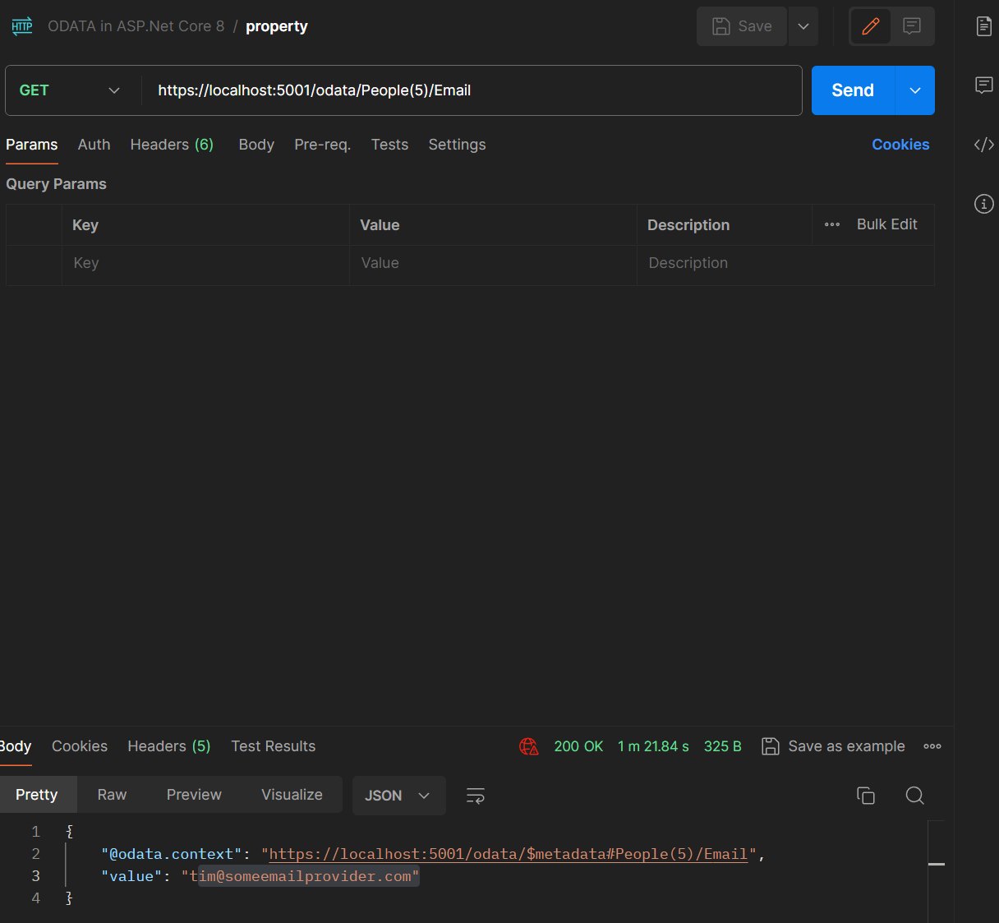 HTTP ODATA in ASP.Net Core 8 / property Save
GET https://localhost:5001/odata/People(5)/Email Send
Params Auth Headers (6) Body Pre-req. Tests Settings Cookies
Query Params
Key Value Description Bulk Edit
Key Value Description
Body Cookies Headers (5) Test Results 200 OK 1 m 21.84 s 325 B Save as example
Pretty Raw Preview Visualize JSON
1 {
2 "@odata.context": "https://localhost:5001/odata/$metadata#People(5)/Email",
3 "value": "tim@someemailprovider.com"
4 }